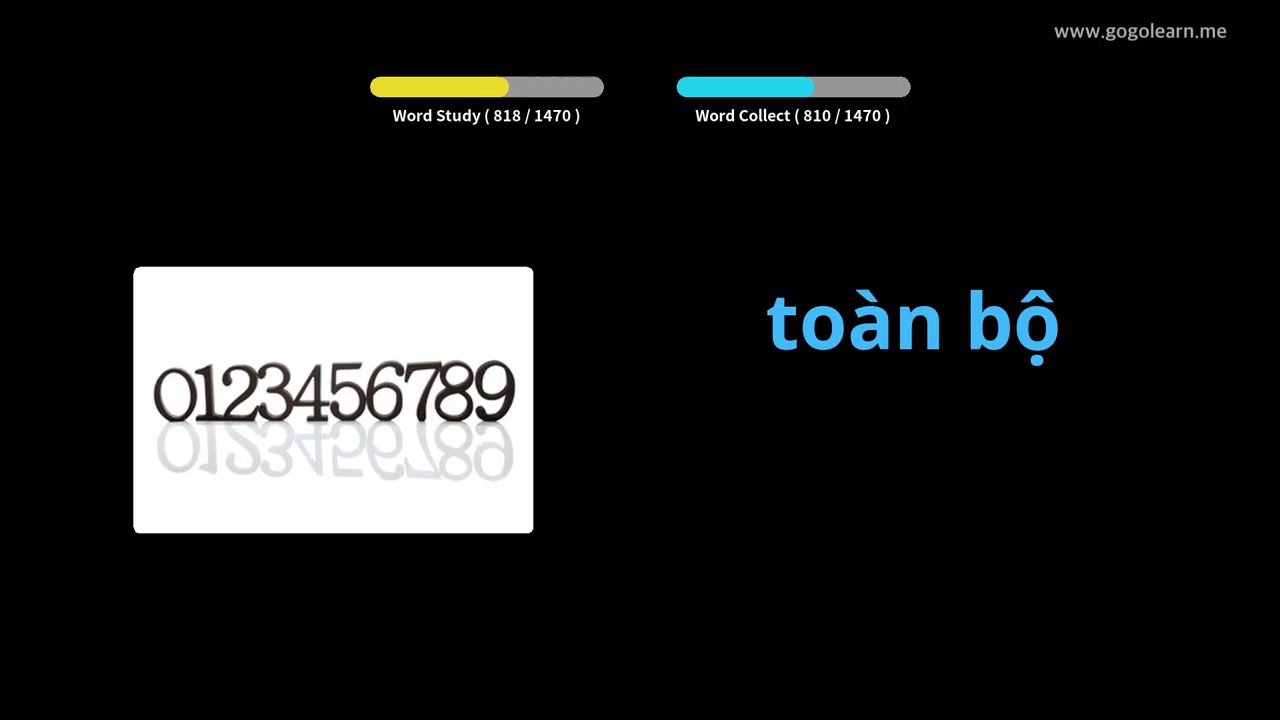 www.gogolearn.me
Word Study ( 818 / 1470 )
Word Collect ( 810 / 1470 )
toàn bộ
0123456789